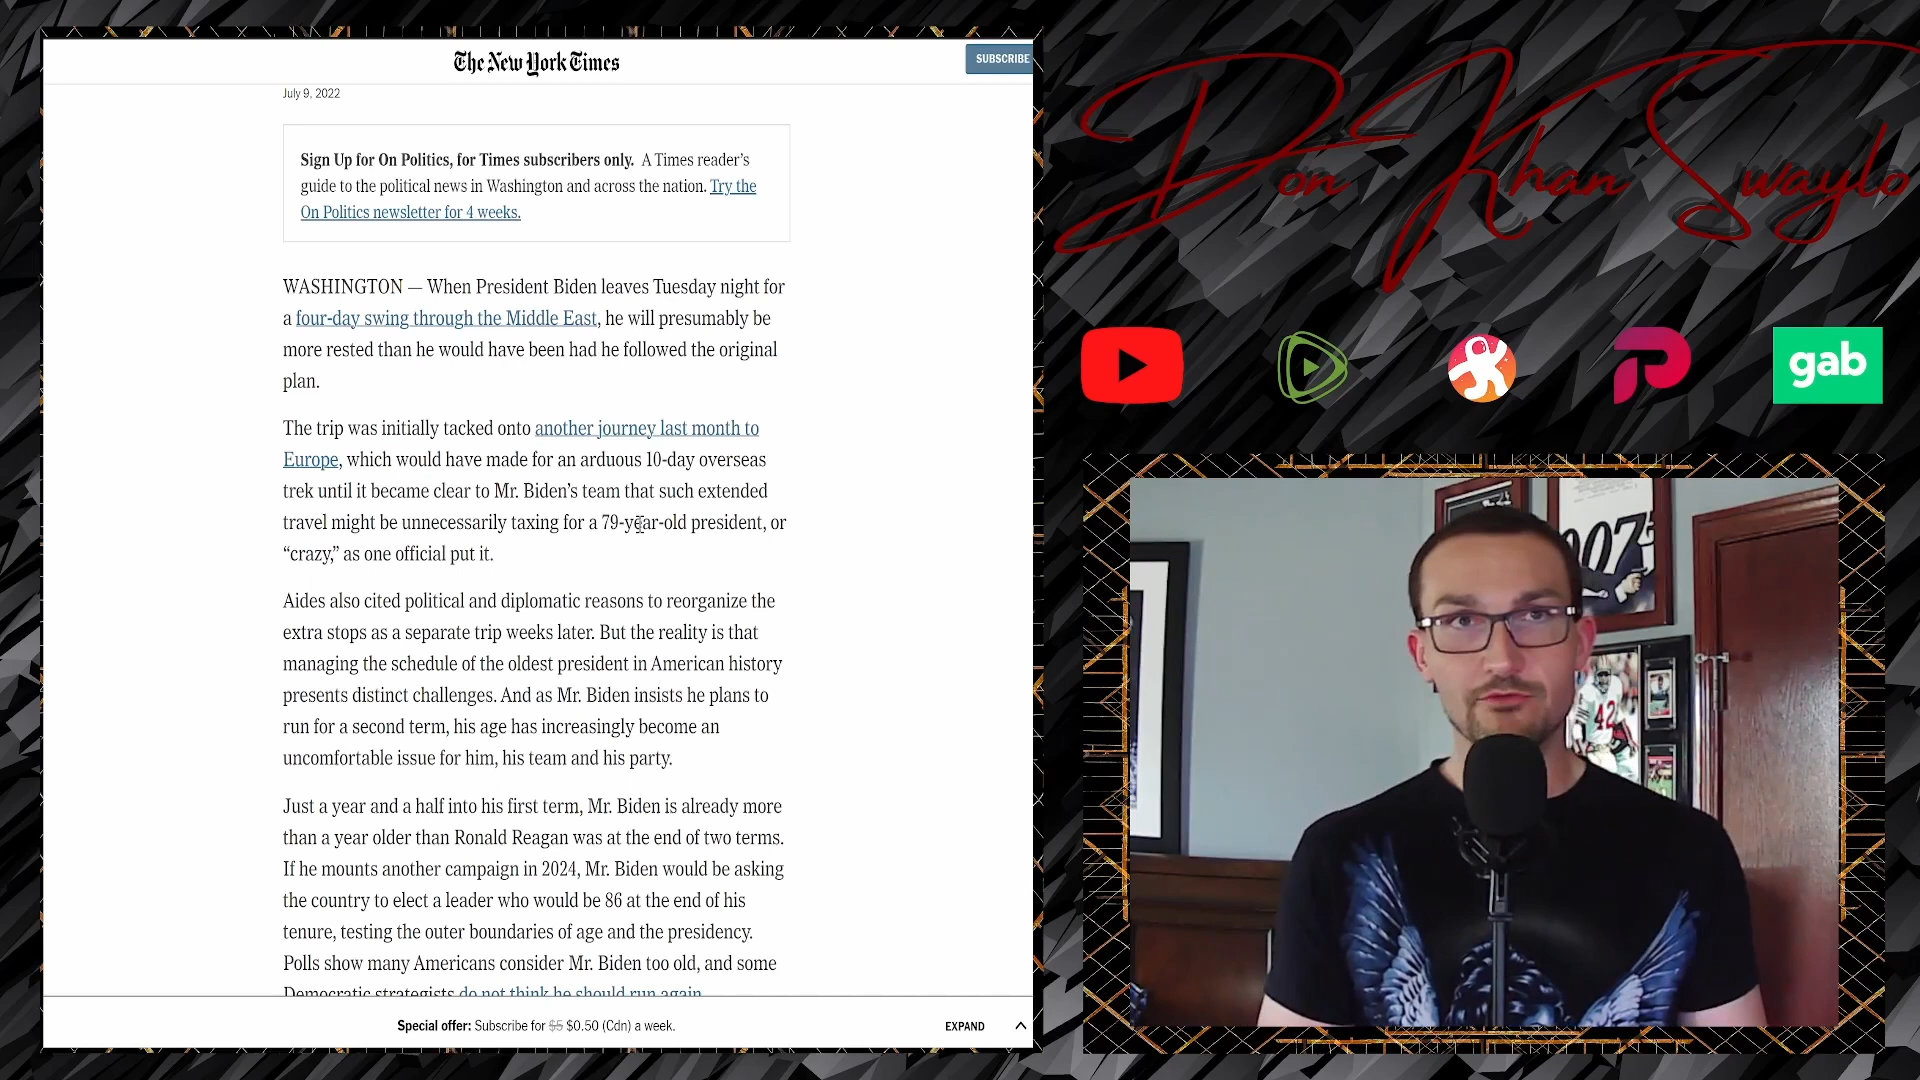 The New York Times
SUBSCRIBE
July 9, 2022
Sign Up for On Politics, for Times subscribers only. A Times reader’s
guide to the political news in Washington and across the nation. Try the
On Politics newsletter for 4 weeks.
WASHINGTON — When President Biden leaves Tuesday night for
a four-day swing through the Middle East, he will presumably be
more rested than he would have been had he followed the original
plan.
The trip was initially tacked onto another journey last month to
Europe, which would have made for an arduous 10-day overseas
trek until it became clear to Mr. Biden’s team that such extended
travel might be unnecessarily taxing for a 79-year-old president, or
“crazy,” as one official put it.
Aides also cited political and diplomatic reasons to reorganize the
extra stops as a separate trip weeks later. But the reality is that
managing the schedule of the oldest president in American history
presents distinct challenges. And as Mr. Biden insists he plans to
run for a second term, his age has increasingly become an
uncomfortable issue for him, his team and his party.
Just a year and a half into his first term, Mr. Biden is already more
than a year older than Ronald Reagan was at the end of two terms.
If he mounts another campaign in 2024, Mr. Biden would be asking
the country to elect a leader who would be 86 at the end of his
tenure, testing the outer boundaries of age and the presidency.
Polls show many Americans consider Mr. Biden too old, and some
Democratic strategists do not think he should run again.
Special offer: Subscribe for $5 $0.50 (Cdn) a week.
EXPAND
Don Khan Swaylo
gab
007
42